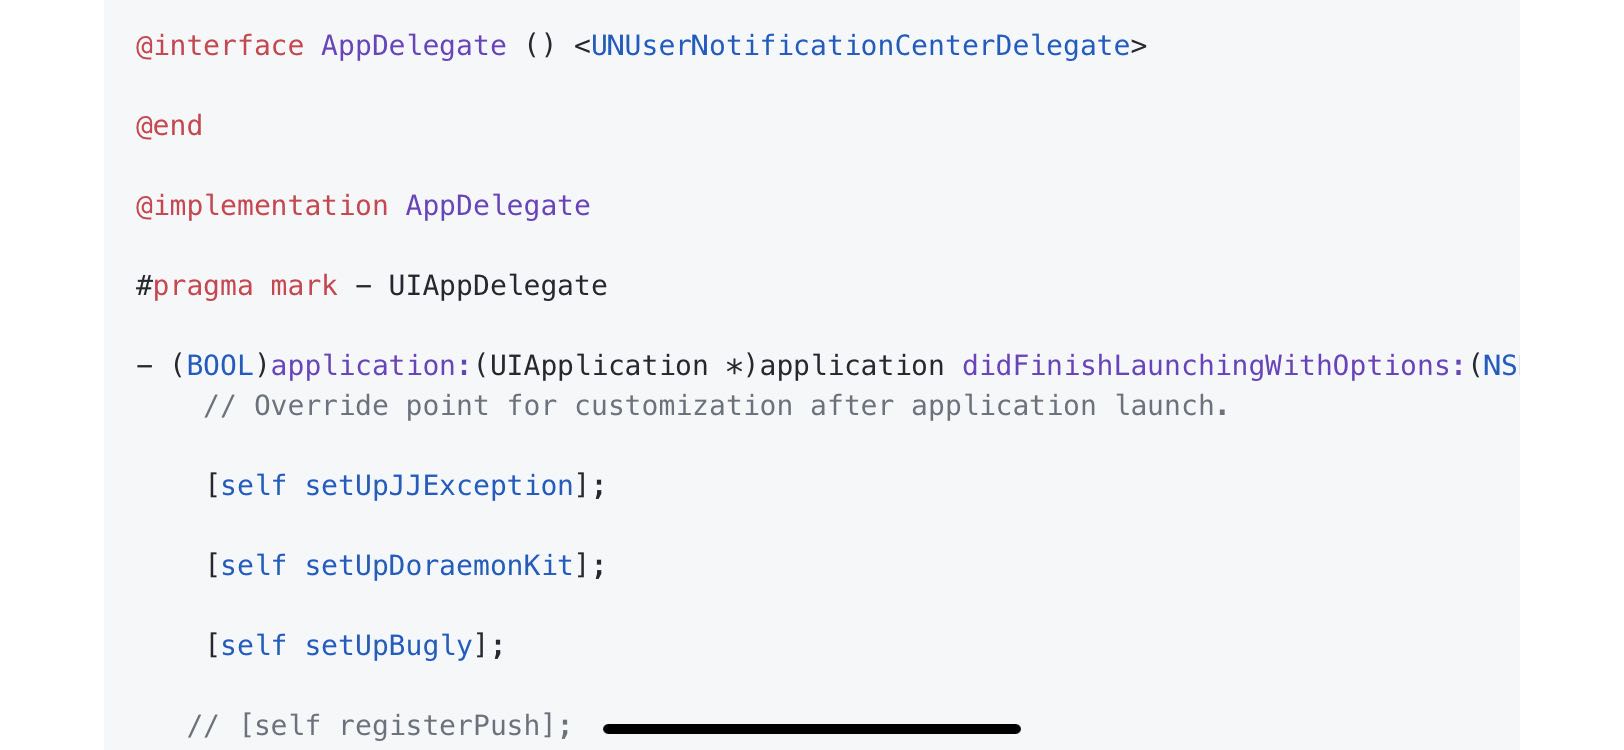 @interface AppDelegate () <UNUserNotificationCenterDelegate>
@end
@implementation AppDelegate
#pragma mark - UIAppDelegate
- (BOOL)application:(UIApplication *)application didFinishLaunchingWithOptions:(NS
// Override point for customization after application launch.
[self setUpJJException];
[self setUpDoraemonKit];
[self setUpBugly];
// [self registerPush];